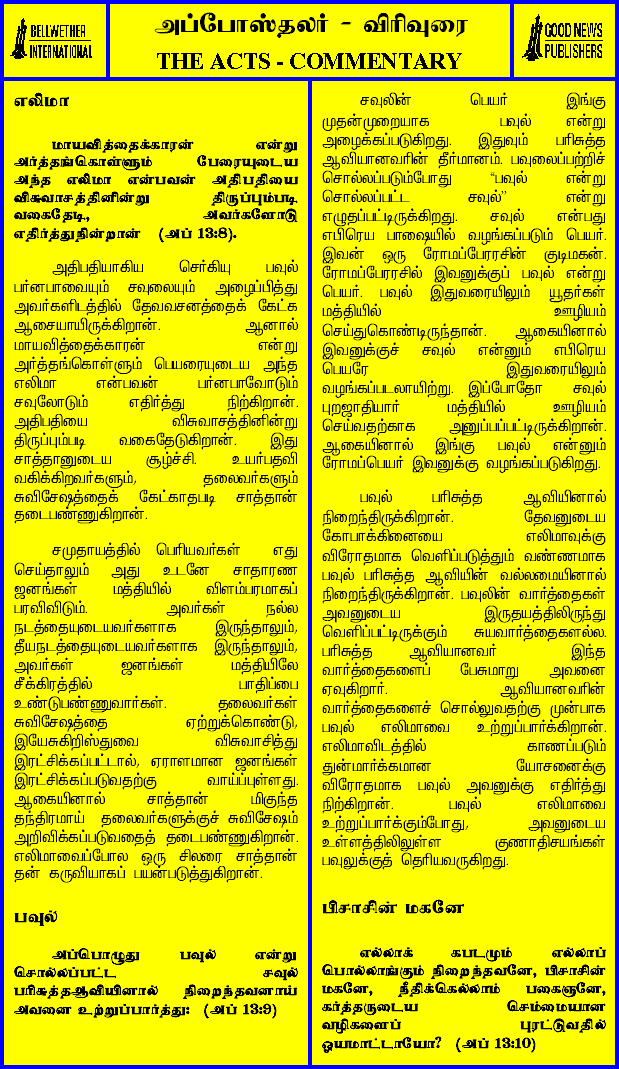 BELLWETHER
INTERNATIONAL
அப்போஸ்தலர் - விரிவுரை
THE ACTS - COMMENTARY
GOOD NEWS
PUBLISHERS
எலிமா
மாயவித்தைக்காரன் என்று
அர்த்தங்கொள்ளும் பேரையுடைய
அந்த எலிமா என்பவன் அதிபதியை
விசுவாசத்தினின்று திருப்பும்படி
வகைதேடி, அவர்களோடு
எதிர்த்துநின்றான் (அப் 13:8).
அதிபதியாகிய செர்கியு பவுல்
பர்னபாவையும் சவுலையும் அழைப்பித்து
அவர்களிடத்தில் தேவவசனத்தைக் கேட்க
ஆசையாயிருக்கிறான். ஆனால்
மாயவித்தைக்காரன் என்று
அர்த்தங்கொள்ளும் பெயரையுடைய அந்த
எலிமா என்பவன் பர்னபாவோடும்
சவுலோடும் எதிர்த்து நிற்கிறான்.
அதிபதியை விசுவாசத்தினின்று
திருப்பும்படி வகைதேடுகிறான். இது
சாத்தானுடைய சூழ்ச்சி. உயர்பதவி
வகிக்கிறவர்களும், தலைவர்களும்
சுவிசேஷத்தைக் கேட்காதபடி சாத்தான்
தடைபண்ணுகிறான்.
சமுதாயத்தில் பெரியவர்கள் எது
செய்தாலும் அது உடனே சாதாரண
ஜனங்கள் மத்தியில் விளம்பரமாகப்
பரவிவிடும். அவர்கள் நல்ல
நடத்தையுடையவர்களாக இருந்தாலும்,
தீயநடத்தையுடையவர்களாக இருந்தாலும்,
அவர்கள் ஜனங்கள் மத்தியிலே
சீக்கிரத்தில் பாதிப்பை
உண்டுபண்ணுவார்கள். தலைவர்கள்
சுவிசேஷத்தை ஏற்றுக்கொண்டு,
இயேசுகிறிஸ்துவை விசுவாசித்து
இரட்சிக்கப்பட்டால், ஏராளமான ஜனங்கள்
இரட்சிக்கப்படுவதற்கு வாய்ப்புள்ளது.
ஆகையினால் சாத்தான் மிகுந்த
தந்திரமாய் தலைவர்களுக்குச் சுவிசேஷம்
அறிவிக்கப்படுவதைத் தடைபண்ணுகிறான்.
எலிமாவைப்போல ஒரு சிலரை சாத்தான்
தன் கருவியாகப் பயன்படுத்துகிறான்.
பவுல்
அப்பொழுது பவுல் என்று
சொல்லப்பட்ட சவுல்
பரிசுத்தஆவியினால் நிறைந்தவனாய்
அவனை உற்றுப்பார்த்து: (அப் 13:9)
சவுலின் பெயர் இங்கு
முதன்முறையாக பவுல் என்று
அழைக்கப்படுகிறது. இதுவும் பரிசுத்த
ஆவியானவரின் தீர்மானம். பவுலைப்பற்றிச்
சொல்லப்படும்போது “பவுல் என்று
சொல்லப்பட்ட சவுல்” என்று
எழுதப்பட்டிருக்கிறது. சவுல் என்பது
எபிரெய பாஷையில் வழங்கப்படும் பெயர்.
இவன் ஒரு ரோமப்பேரரசின் குடிமகன்.
ரோமப்பேரரசில் இவனுக்குப் பவுல் என்று
பெயர். பவுல் இதுவரையிலும் யூதர்கள்
மத்தியில் ஊழியம்
செய்துகொண்டிருந்தான். ஆகையினால்
இவனுக்குச் சவுல் என்னும் எபிரெய
பெயரே இதுவரையிலும்
வழங்கப்படலாயிற்று. இப்போதோ சவுல்
புறஜாதியார் மத்தியில் ஊழியம்
செய்வதற்காக அனுப்பப்பட்டிருக்கிறான்.
ஆகையினால் இங்கு பவுல் என்னும்
ரோமப்பெயர் இவனுக்கு வழங்கப்படுகிறது.
பவுல் பரிசுத்த ஆவியினால்
நிறைந்திருக்கிறான். தேவனுடைய
கோபாக்கினையை எலிமாவுக்கு
விரோதமாக வெளிப்படுத்தும் வண்ணமாக
பவுல் பரிசுத்த ஆவியின் வல்லமையினால்
நிறைந்திருக்கிறான். பவுலின் வார்த்தைகள்
அவனுடைய இருதயத்திலிருந்து
வெளிப்பட்டிருக்கும் சுயவார்த்தைகளல்ல.
பரிசுத்த ஆவியானவர் இந்த
வார்த்தைகளைப் பேசுமாறு அவனை
ஏவுகிறார். ஆவியானவரின்
வார்த்தைகளைச் சொல்லுவதற்கு முன்பாக
பவுல் எலிமாவை உற்றுப்பார்க்கிறான்.
எலிமாவிடத்தில் காணப்படும்
துன்மார்க்கமான யோசனைக்கு
விரோதமாக பவுல் அவனுக்கு எதிர்த்து
நிற்கிறான். பவுல் எலிமாவை
உற்றுப்பார்க்கும்போது, அவனுடைய
உள்ளத்திலிலுள்ள குணாதிசயங்கள்
பவுலுக்குத் தெரியவருகிறது.
பிசாசின் மகனே
எல்லாக் கபடமும் எல்லாப்
பொல்லாங்கும் நிறைந்தவனே, பிசாசின்
மகனே, நீதிக்கெல்லாம் பகைஞனே,
கர்த்தருடைய செம்மையான
வழிகளைப் புரட்டுவதில்
ஓயமாட்டாயோ? (அப் 13:10)